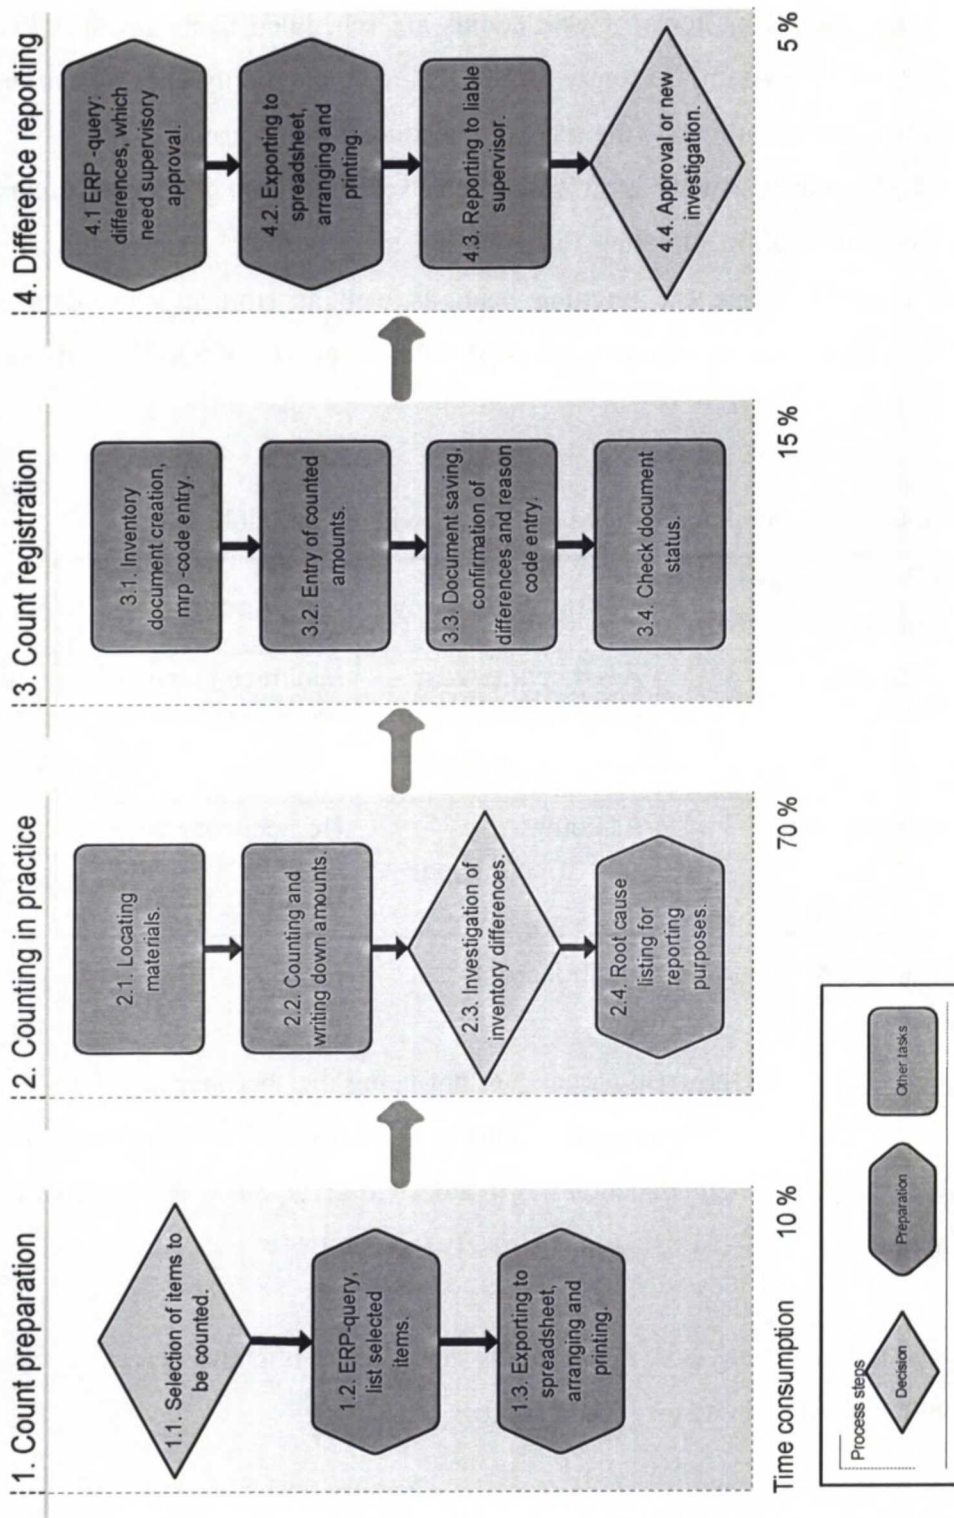 1. Count preparation
1.1. Selection of items to
be counted.
1.2. ERP-query,
list selected
items.
1.3. Exporting to
spreadsheet,
arranging and
printing.
2. Counting in practice
2.1. Locating
materials.
2.2. Counting and
writing down amounts.
2.3. Investigation of
inventory differences.
2.4. Root cause
listing for
reporting
purposes.
3. Count registration
3.1. Inventory
document creation,
mrp -code entry.
3.2. Entry of counted
amounts.
3.3. Document saving,
confirmation of
differences and reason
code entry.
3.4. Check document
status.
4. Difference reporting
4.1 ERP -query:
differences, which
need supervisory
approval.
4.2. Exporting to
spreadsheet,
arranging and
printing.
4.3. Reporting to liable
supervisor.
4.4. Approval or new
investigation.
Time consumption
10 %
70 %
15 %
5 %
Process steps
Decision
Preparation
Other tasks